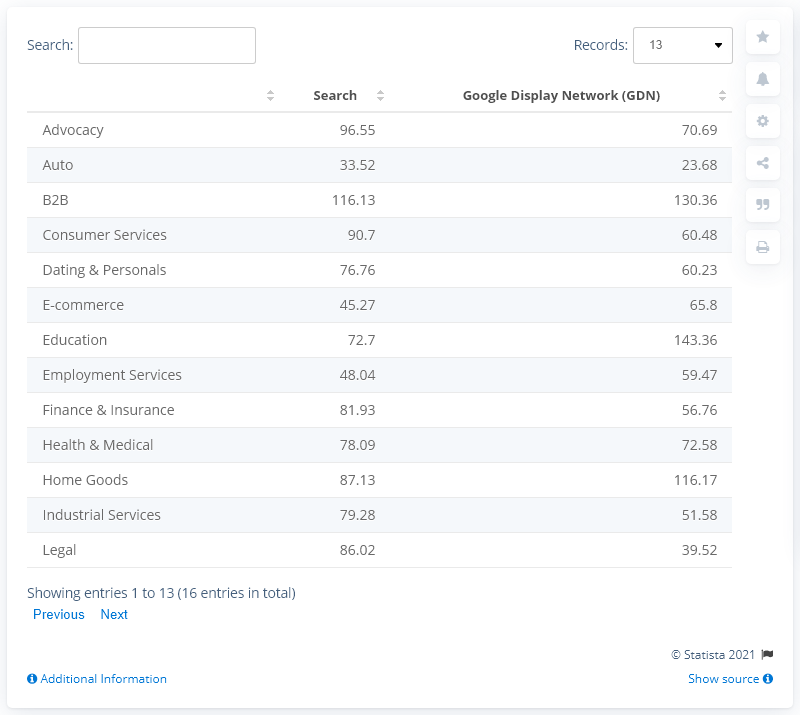 Search: Records: 13
Search Google Display Network (GDN)
Advocacy 96.55 70.69
Auto 33.52 23.68
B2B 116.13 130.36
Consumer Services 90.7 60.48
Dating & Personals 76.76 60.23
E-commerce 45.27 65.8
Education 72.7 143.36
Employment Services 48.04 59.47
Finance & Insurance 81.93 56.76
Health & Medical 78.09 72.58
Home Goods 87.13 116.17
Industrial Services 79.28 51.58
Legal 86.02 39.52
Showing entries 1 to 13 (16 entries in total)
Previous Next
© Statista 2021
Additional Information Show source